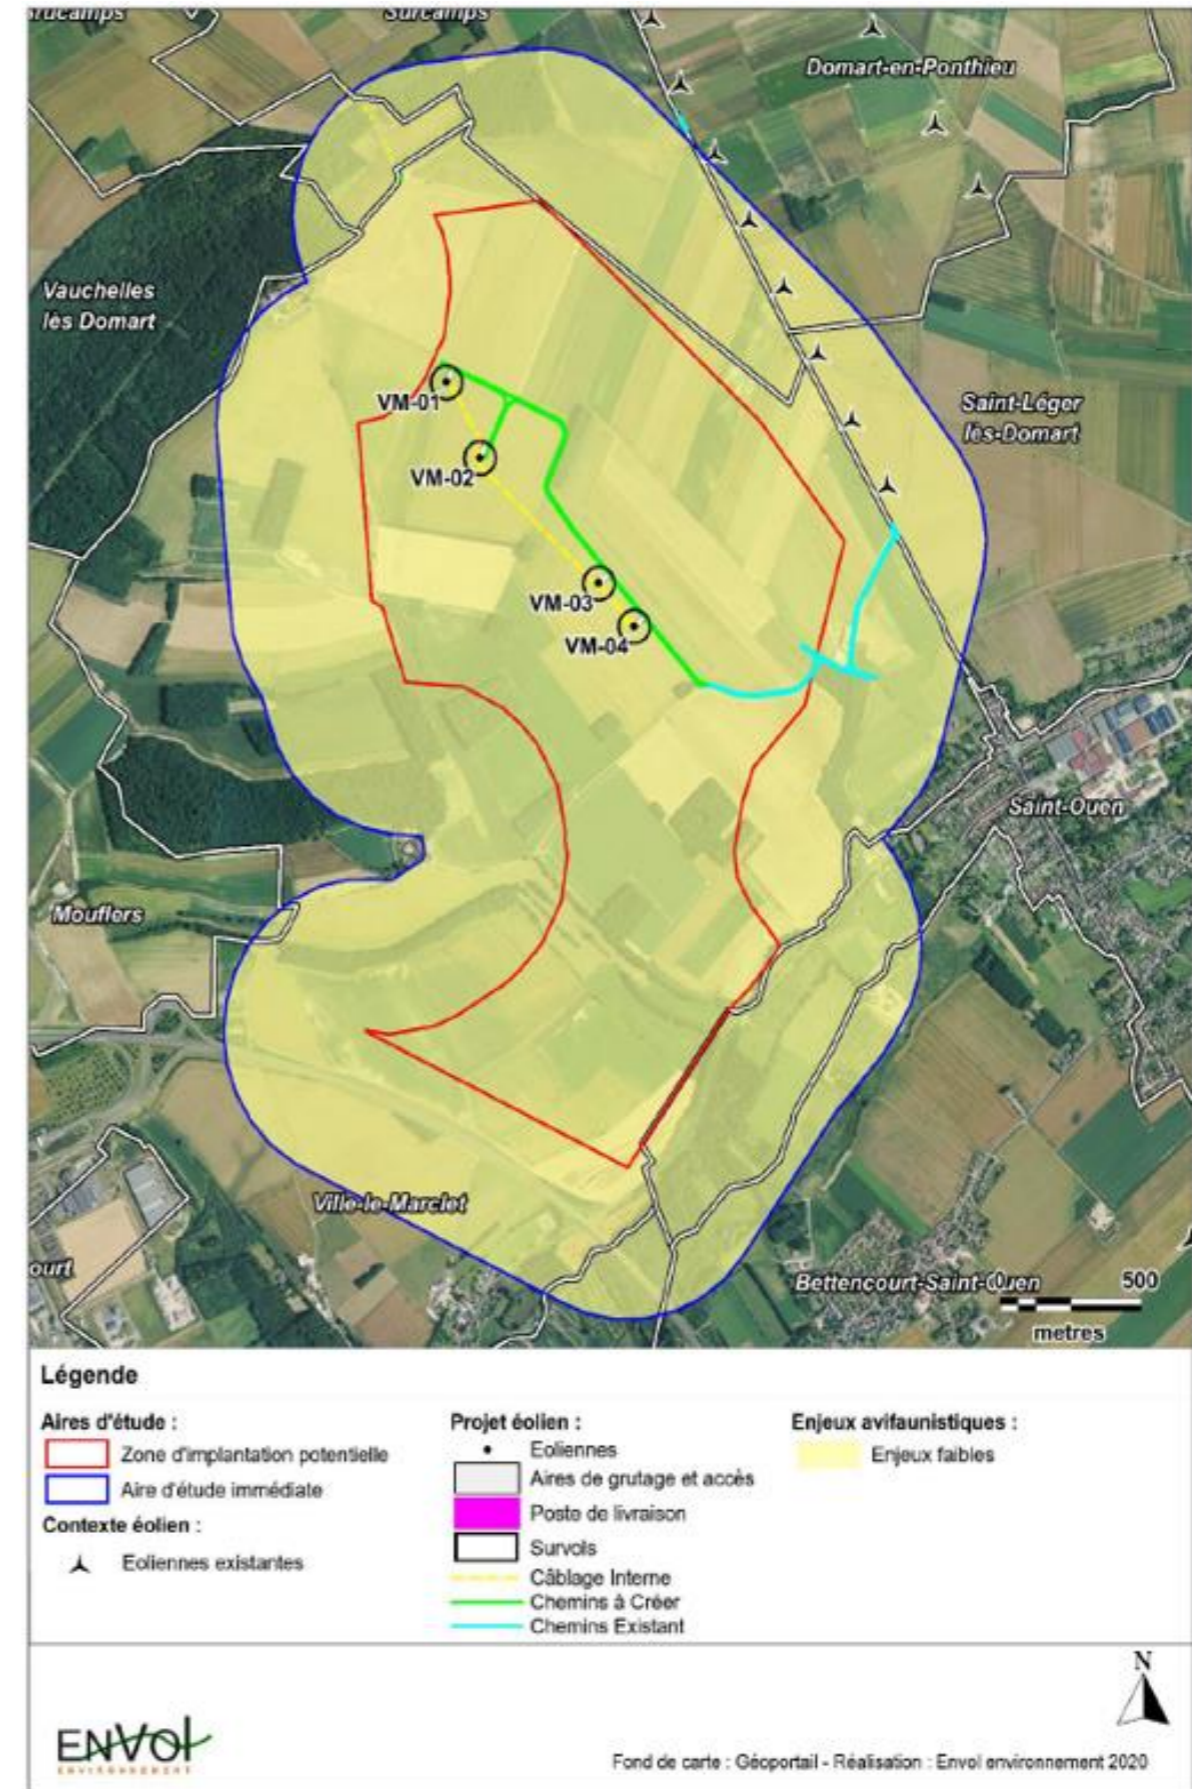 Surcamps
Domart-en-Ponthieu
Vauchelles
lès Domart
Saint-Léger
lès-Domart
VM-01
VM-02
VM-03
VM-04
Saint-Ouen
Mouflers
Ville-le-Marclet
ourt
Bettencourt-Saint-Ouen
0
500
metres
Légende
Aires d'étude :
Zone d'implantation potentielle
Aire d'étude immédiate
Contexte éolien :
Eoliennes existantes
Projet éolien :
Eoliennes
Aires de grutage et accès
Poste de livraison
Survols
Câblage Interne
Chemins à Créer
Chemins Existant
Enjeux avifaunistiques :
Enjeux faibles
N
ENVOL
ENVIRONNEMENT
Fond de carte : Géoportail - Réalisation : Envol environnement 2020